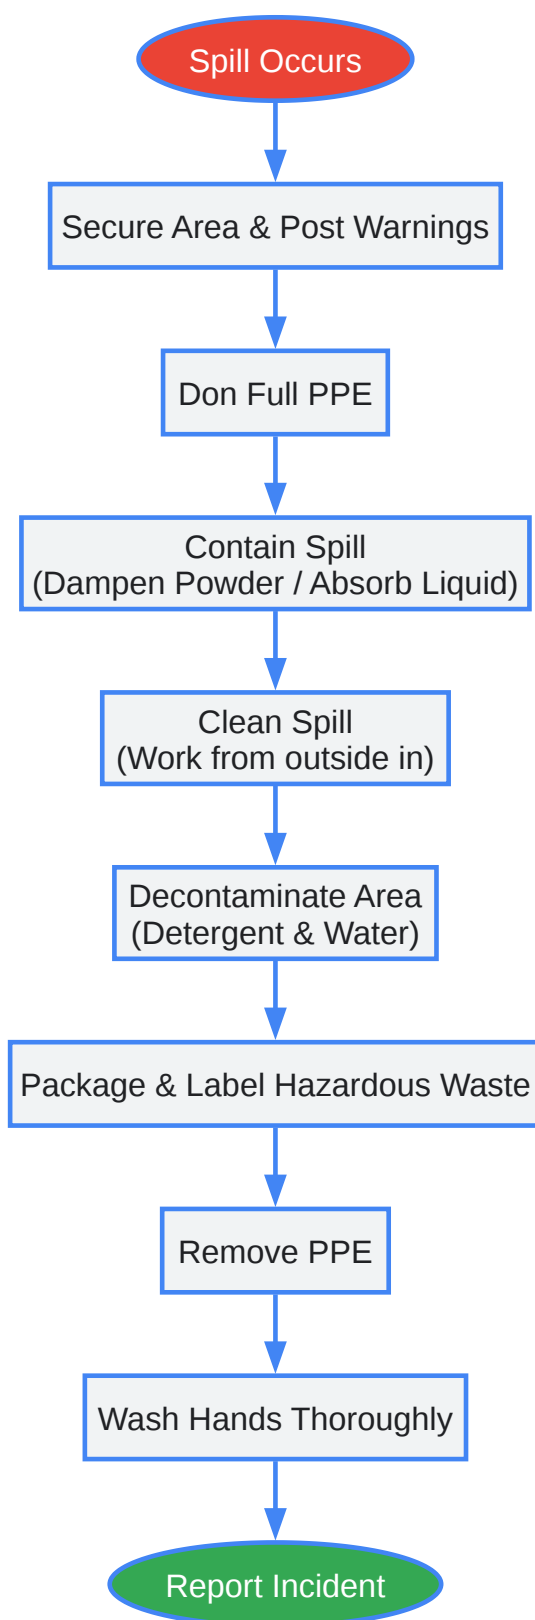 Spill Occurs
Secure Area & Post Warnings
Don Full PPE
Contain Spill
(Dampen Powder / Absorb Liquid)
Clean Spill
(Work from outside in)
Decontaminate Area
(Detergent & Water)
Package & Label Hazardous Waste
Remove PPE
Wash Hands Thoroughly
Report Incident